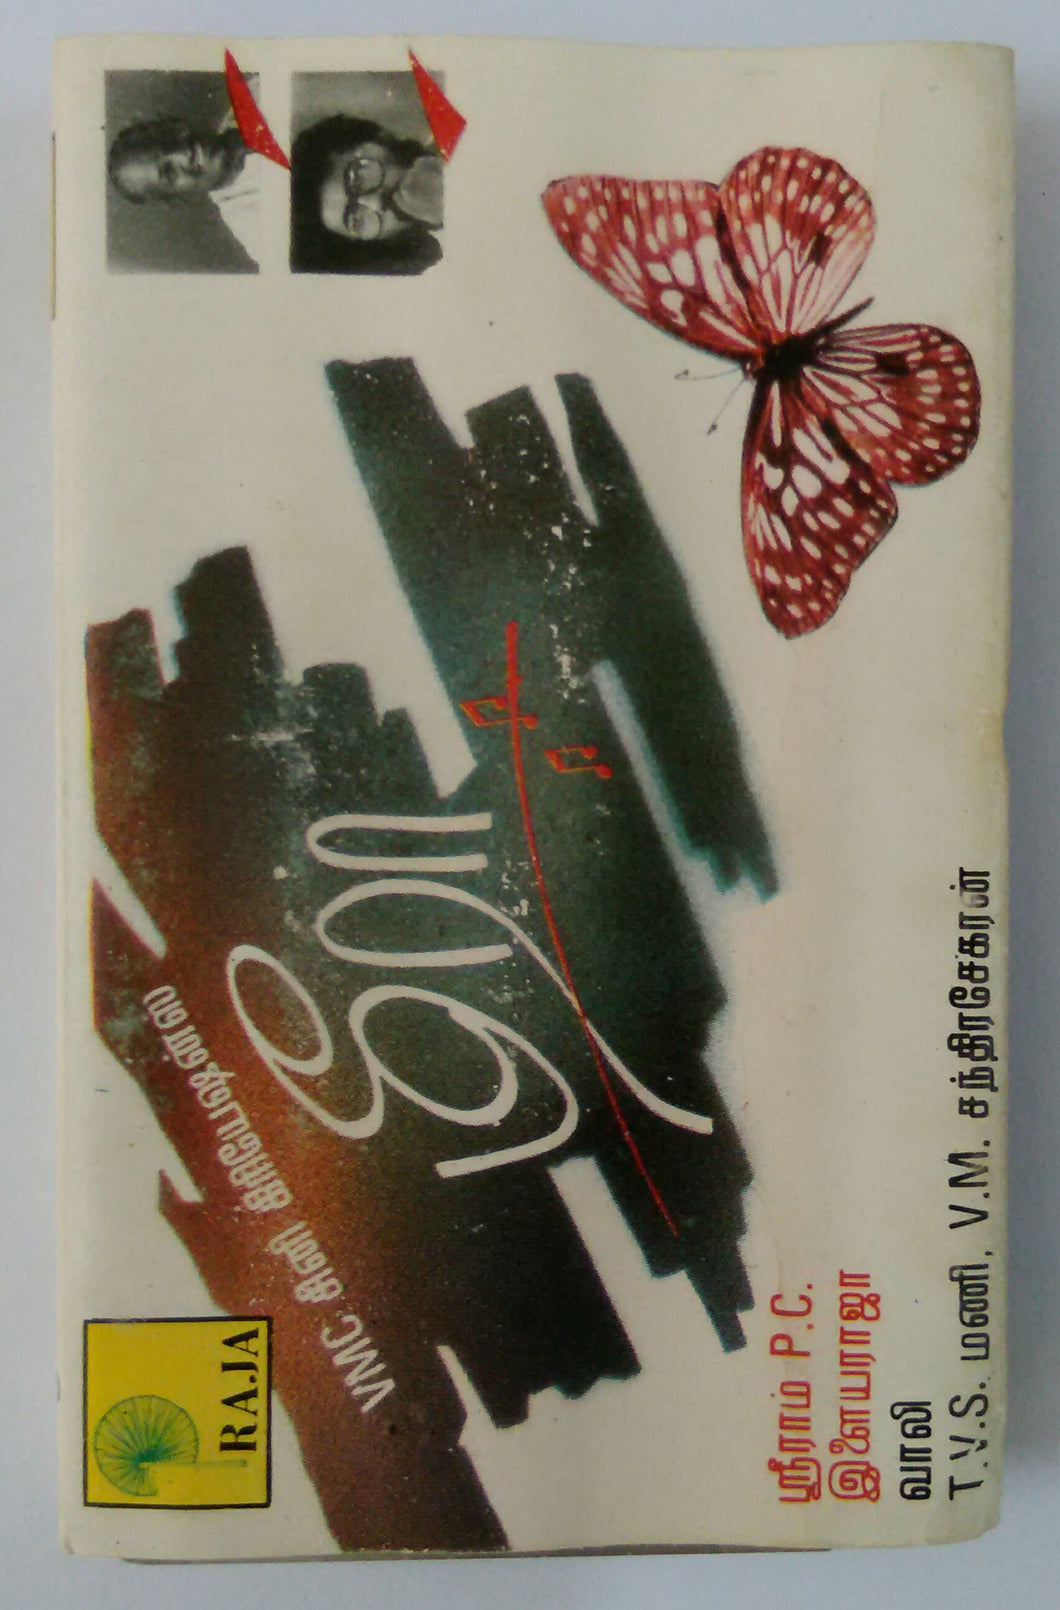 RAJA
VMC.
மீரா
ஸ்ரீராம் P.C.
இளையராஜா
வாலி
T.V.S. மணி, V.M. சந்திரசேகரன்